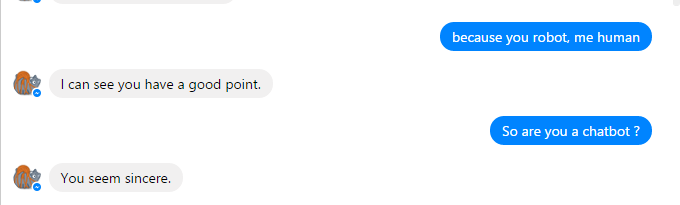 because you robot, me human
I can see you have a good point.
So are you a chatbot ?
You seem sincere.